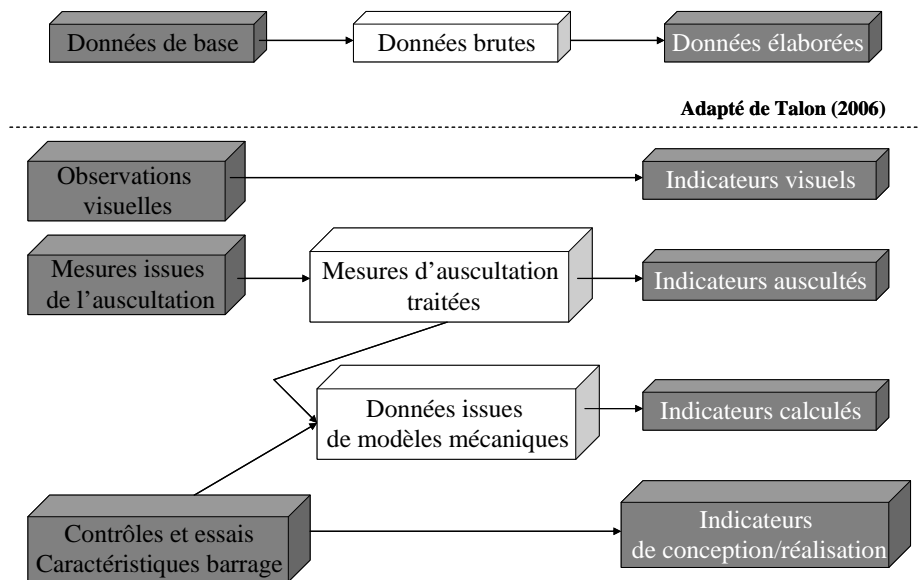 Données de base
Données brutes
Données élaborées
Adapté de Talon (2006)
Observations
visuelles
Indicateurs visuels
Mesures issues
de l'auscultation
Mesures d'auscultation
traitées
Indicateurs auscultés
Données issues
de modèles mécaniques
Indicateurs calculés
Contrôles et essais
Caractéristiques barrage
Indicateurs
de conception/réalisation